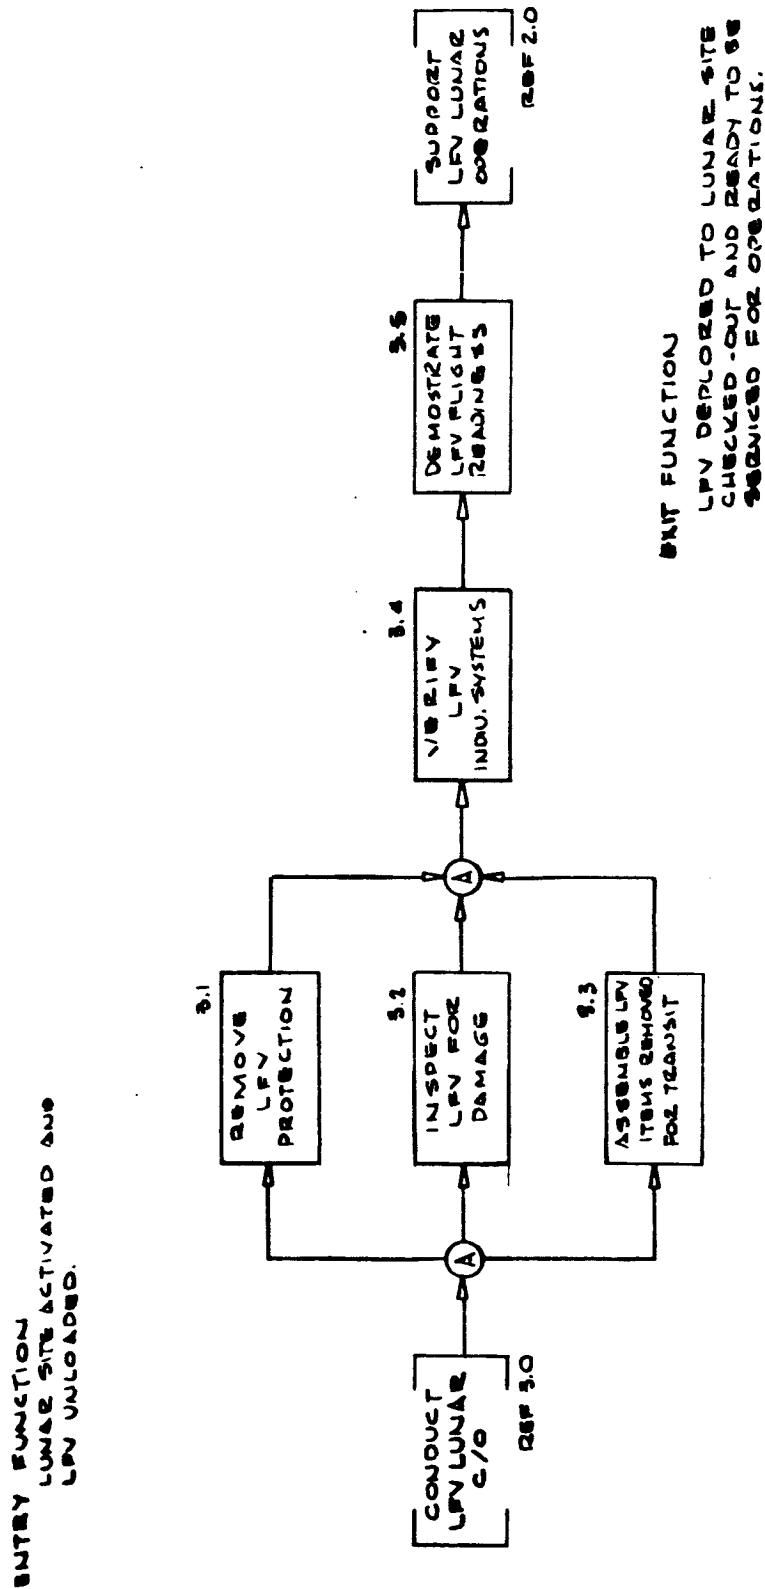 ENTRY FUNCTION
LUNAR SITE ACTIVATED AND
LFV UNLOADED.
CONDUCT
LFV LUNAR
C/O
REF 3.0
A
3.1
REMOVE
LFV
PROTECTION
3.2
INSPECT
LFV FOR
DAMAGE
3.3
ASSEMBLE LFV
ITEMS REMOVED
FOR TRANSIT
A
3.4
VERIFY
LFV
INDIV. SYSTEMS
3.5
DEMOSTRATE
LFV FLIGHT
READINESS
SUPPORT
LFV LUNAR
OPERATIONS
REF 2.0
EXIT FUNCTION
LFV DEPLORED TO LUNAR SITE
CHECKED-OUT AND READY TO BE
SERVICED FOR OPERATIONS.